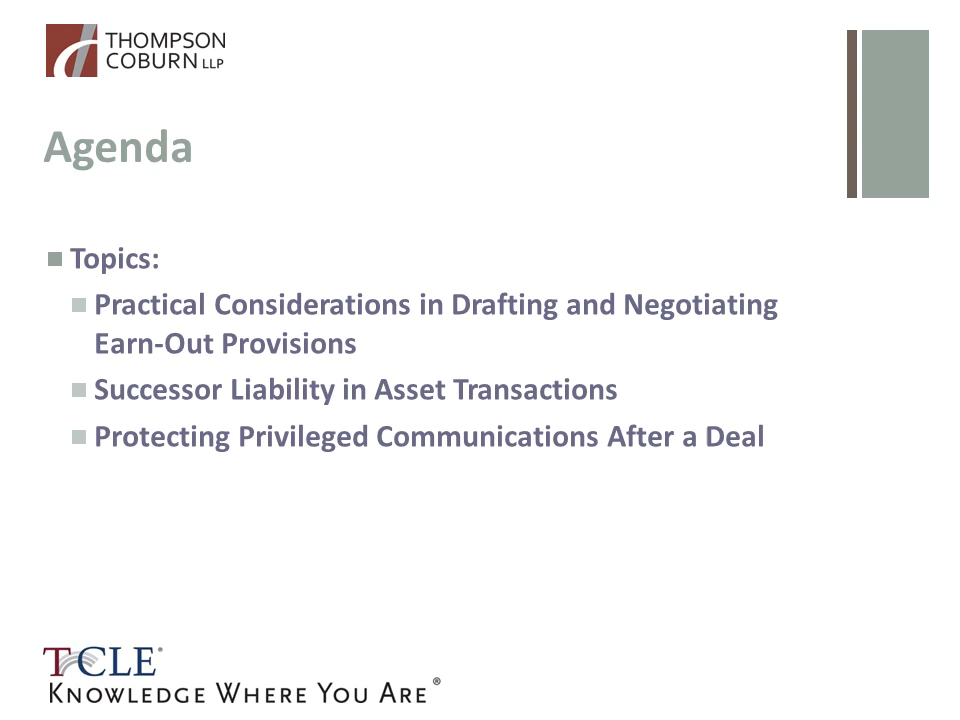 THOMPSON
COBURN LLP
Agenda
Topics:
Practical Considerations in Drafting and Negotiating
Earn-Out Provisions
Successor Liability in Asset Transactions
Protecting Privileged Communications After a Deal
TCLE®
KNOWLEDGE WHERE YOU ARE®